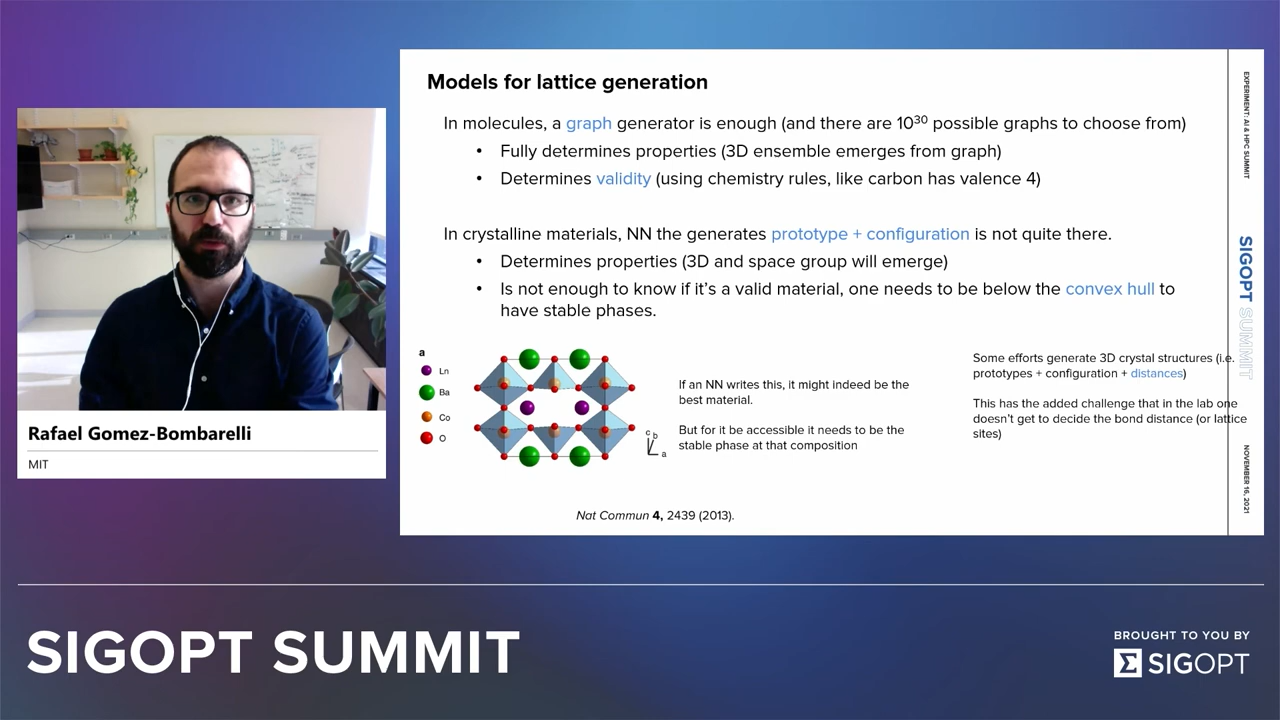 Models for lattice generation
In molecules, a graph generator is enough (and there are 10³⁰ possible graphs to choose from)
• Fully determines properties (3D ensemble emerges from graph)
• Determines validity (using chemistry rules, like carbon has valence 4)
In crystalline materials, NN the generates prototype + configuration is not quite there.
• Determines properties (3D and space group will emerge)
• Is not enough to know if it's a valid material, one needs to be below the convex hull to
have stable phases.
a
Ln
Ba
Co
O
c b
a
If an NN writes this, it might indeed be the
best material.
But for it be accessible it needs to be the
stable phase at that composition
Some efforts generate 3D crystal structures (i.e.
prototypes + configuration + distances)
This has the added challenge that in the lab one
doesn't get to decide the bond distance (or lattice
sites)
Nat Commun 4, 2439 (2013).
EXPERIMENT: AI & HPC SUMMIT
SIGOPT SUMMIT
NOVEMBER 16, 2021
Rafael Gomez-Bombarelli
MIT
SIGOPT SUMMIT
BROUGHT TO YOU BY
Σ SIGOPT